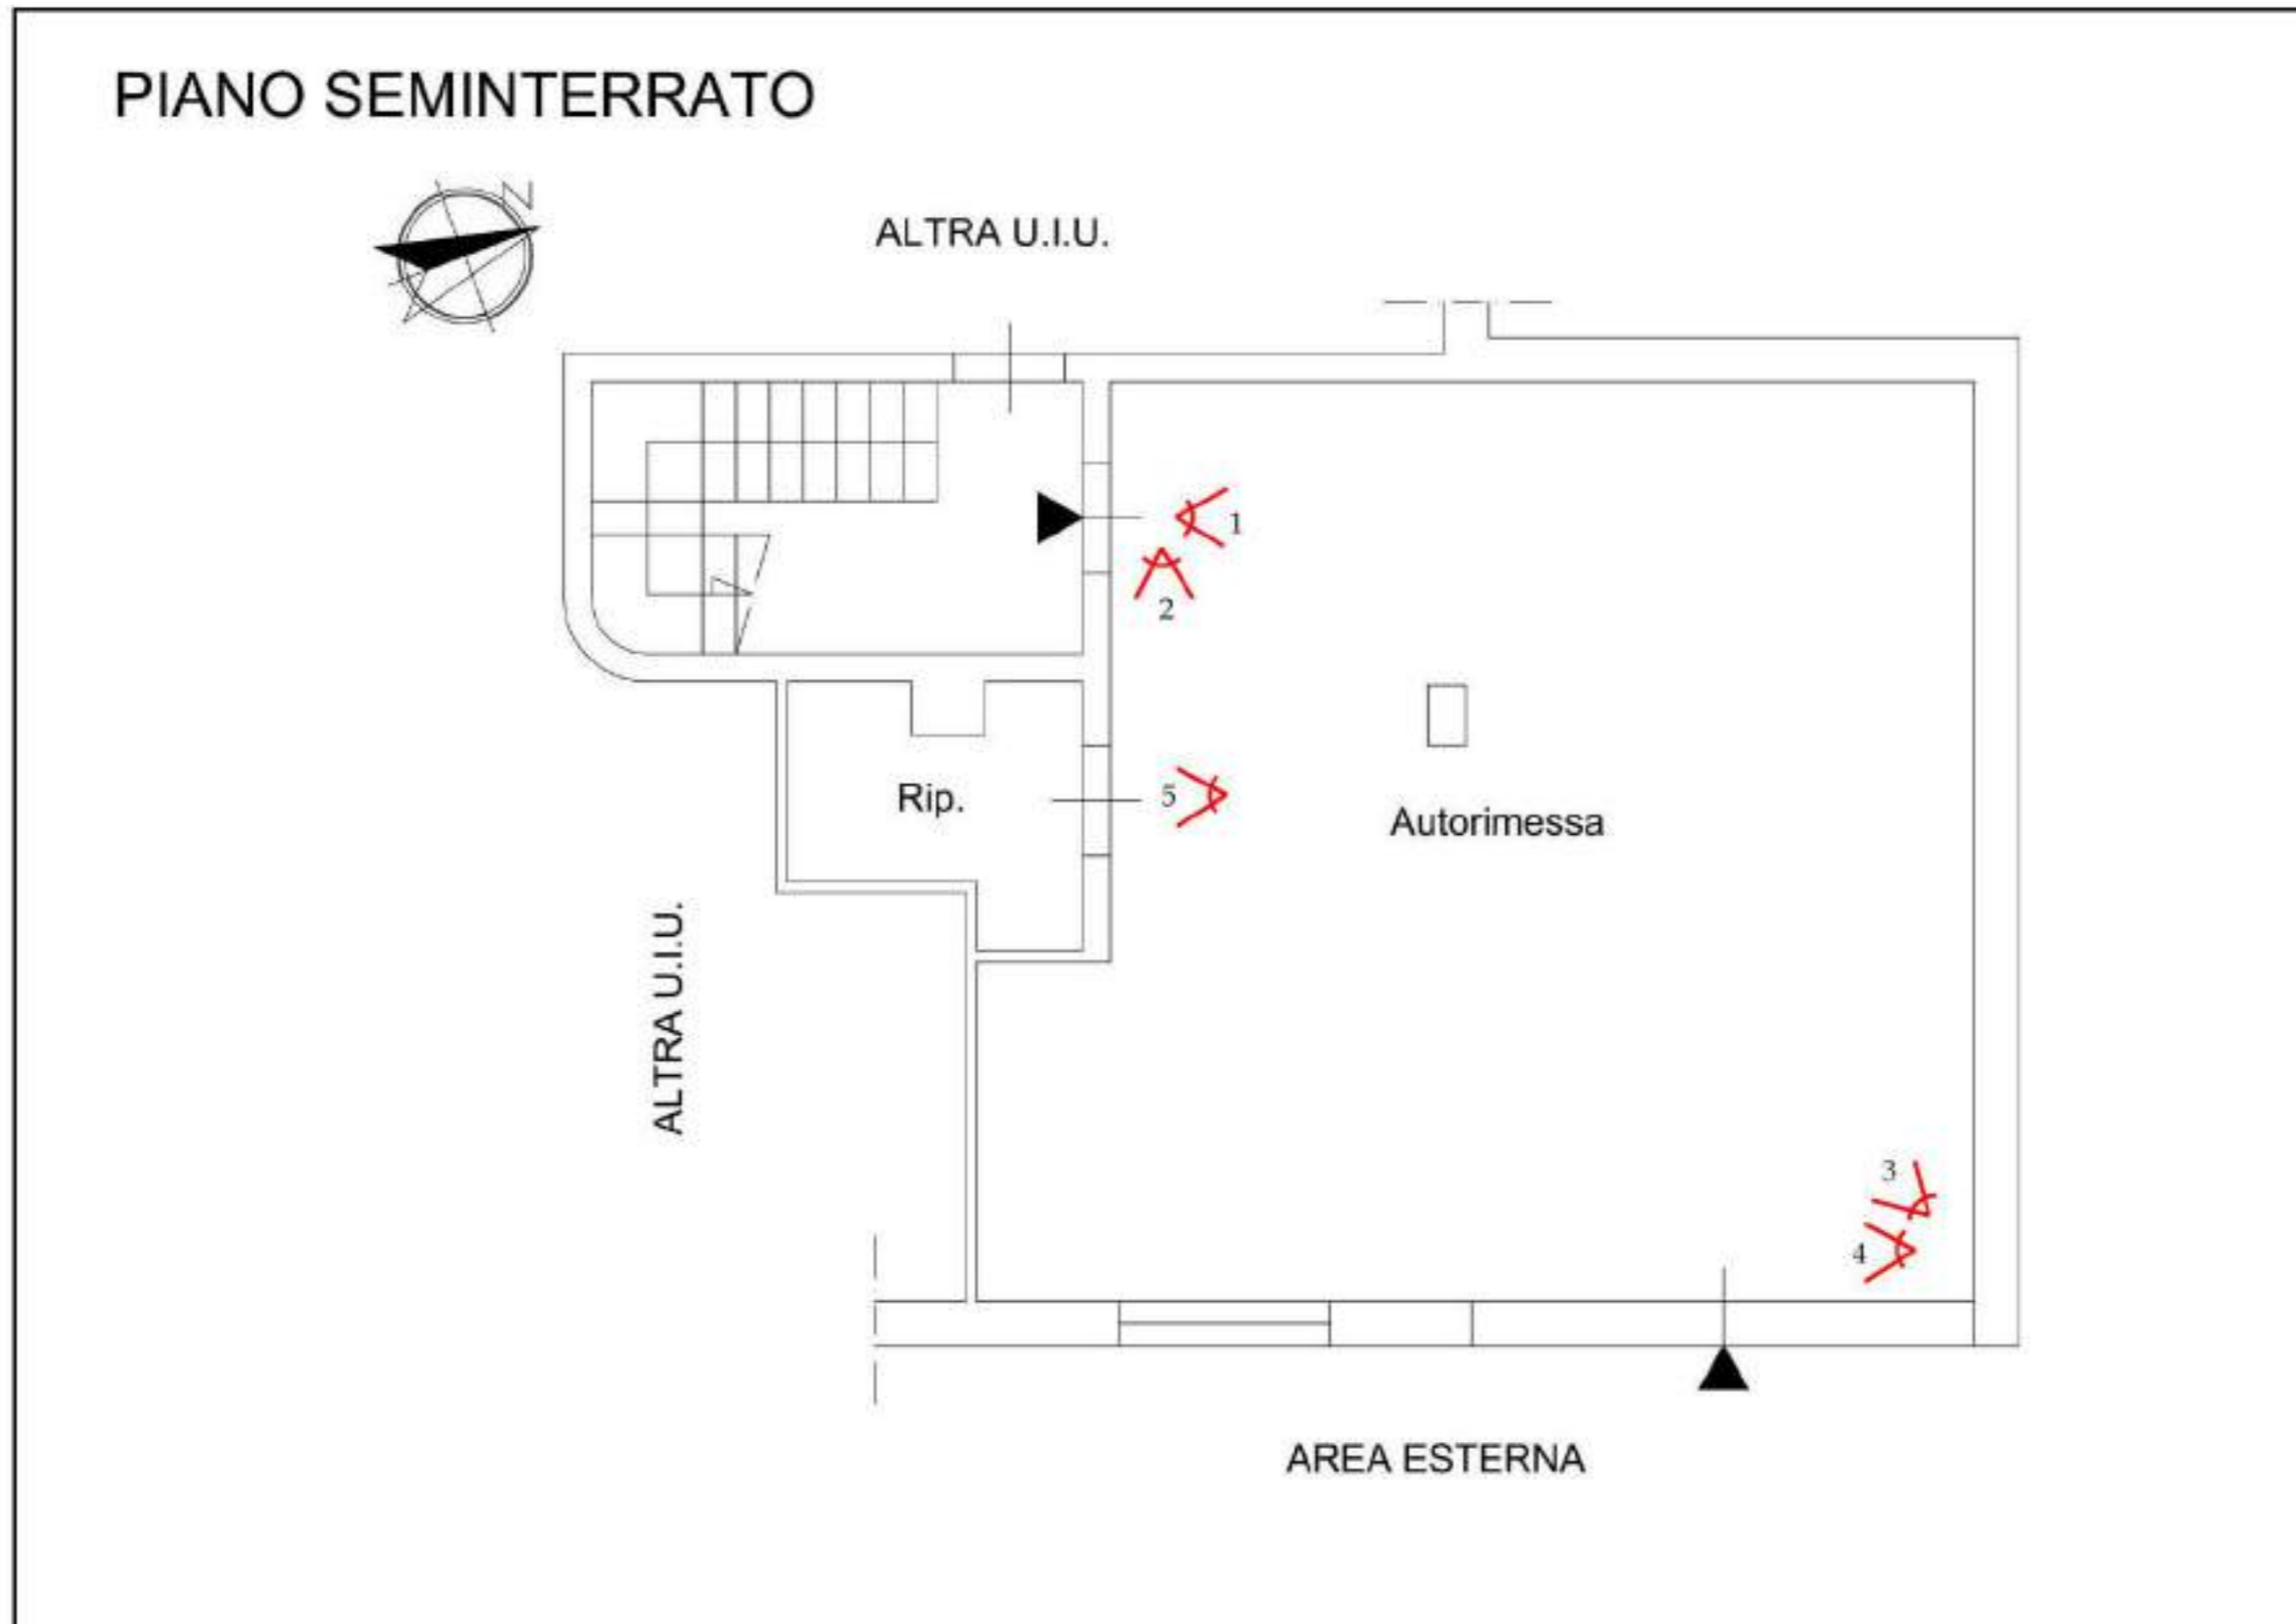 PIANO SEMINTERRATO
N
ALTRA U.I.U.
1
2
5
Rip.
Autorimessa
ALTRA U.I.U.
3
4
AREA ESTERNA